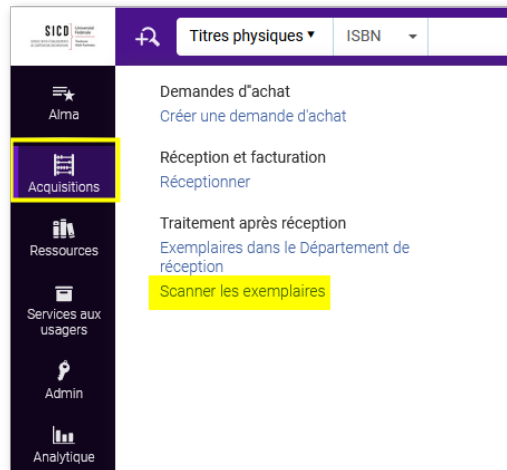 SICD
Titres physiques ▾ ISBN
Alma
Acquisitions
Ressources
Services aux
usagers
Admin
Analytique
Demandes d"achat
Créer une demande d'achat
Réception et facturation
Réceptionner
Traitement après réception
Exemplaires dans le Département de
réception
Scanner les exemplaires